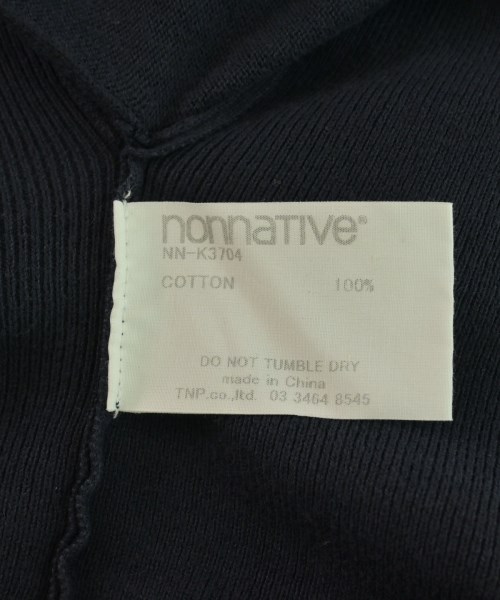 nonnative®
NN-K3704
COTTON 100%
DO NOT TUMBLE DRY
made in China
TNP.co.,ltd. 03 3464 8545